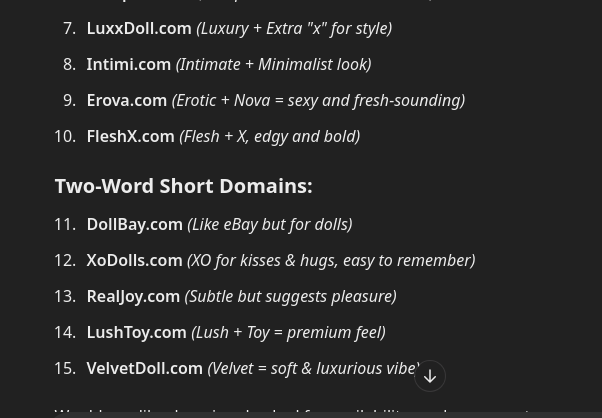 7. LuxxDoll.com (Luxury + Extra "x" for style)
8. Intimi.com (Intimate + Minimalist look)
9. Erova.com (Erotic + Nova = sexy and fresh-sounding)
10. FleshX.com (Flesh + X, edgy and bold)
Two-Word Short Domains:
11. DollBay.com (Like eBay but for dolls)
12. XoDolls.com (XO for kisses & hugs, easy to remember)
13. RealJoy.com (Subtle but suggests pleasure)
14. LushToy.com (Lush + Toy = premium feel)
15. VelvetDoll.com (Velvet = soft & luxurious vibe)